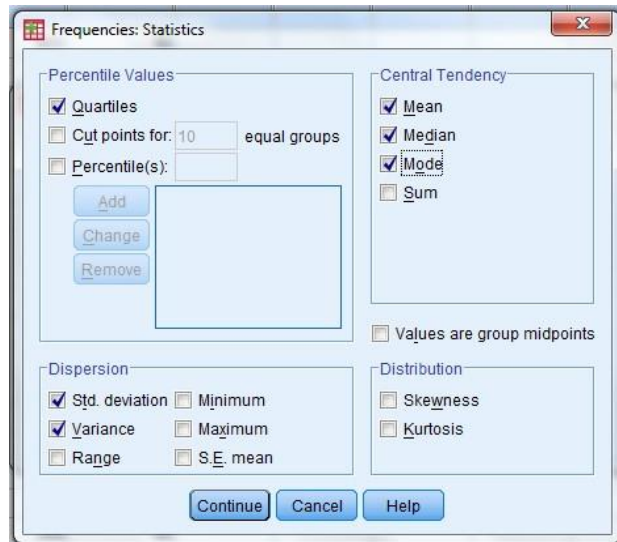 Frequencies: Statistics
Percentile Values
Quartiles
Cut points for: 10 equal groups
Percentile(s):
Add
Change
Remove
Central Tendency
Mean
Median
Mode
Sum
Values are group midpoints
Dispersion
Std. deviation Minimum
Variance Maximum
Range S.E. mean
Distribution
Skewness
Kurtosis
Continue Cancel Help